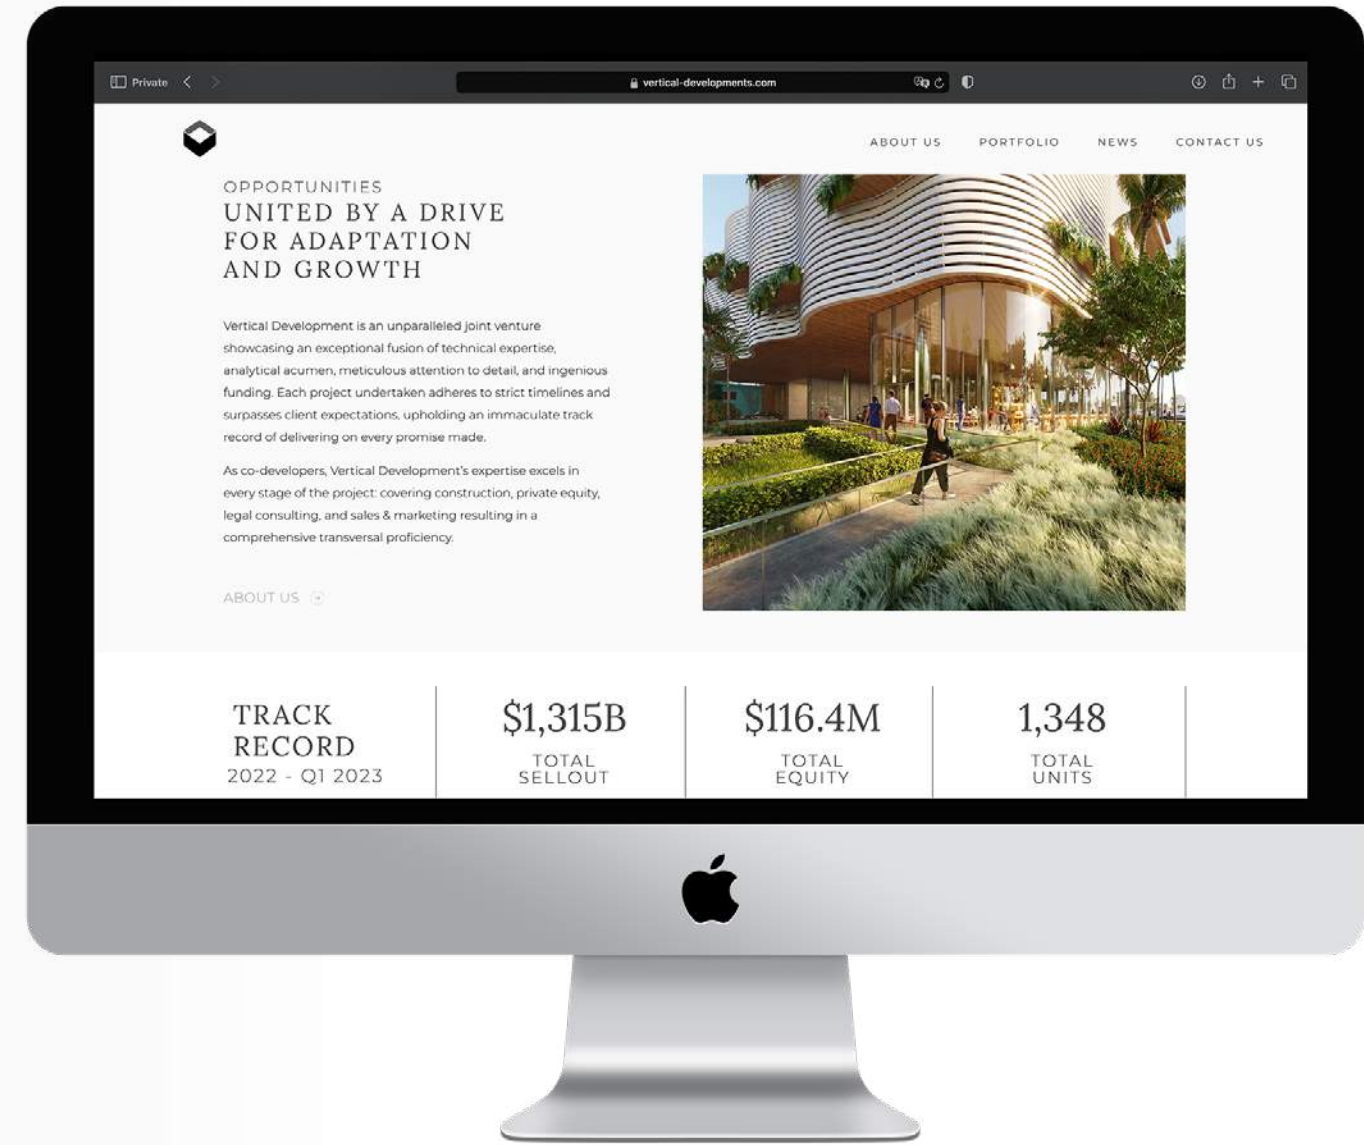 Private
vertical-developments.com
ABOUT US PORTFOLIO NEWS CONTACT US
OPPORTUNITIES
UNITED BY A DRIVE
FOR ADAPTATION
AND GROWTH
Vertical Development is an unparalleled joint venture
showcasing an exceptional fusion of technical expertise,
analytical acumen, meticulous attention to detail, and ingenious
funding. Each project undertaken adheres to strict timelines and
surpasses client expectations, upholding an immaculate track
record of delivering on every promise made.
As co-developers, Vertical Development's expertise excels in
every stage of the project: covering construction, private equity,
legal consulting, and sales & marketing resulting in a
comprehensive transversal proficiency.
ABOUT US
TRACK
RECORD
2022 - Q1 2023
$1,315B
TOTAL
SELLOUT
$116.4M
TOTAL
EQUITY
1,348
TOTAL
UNITS